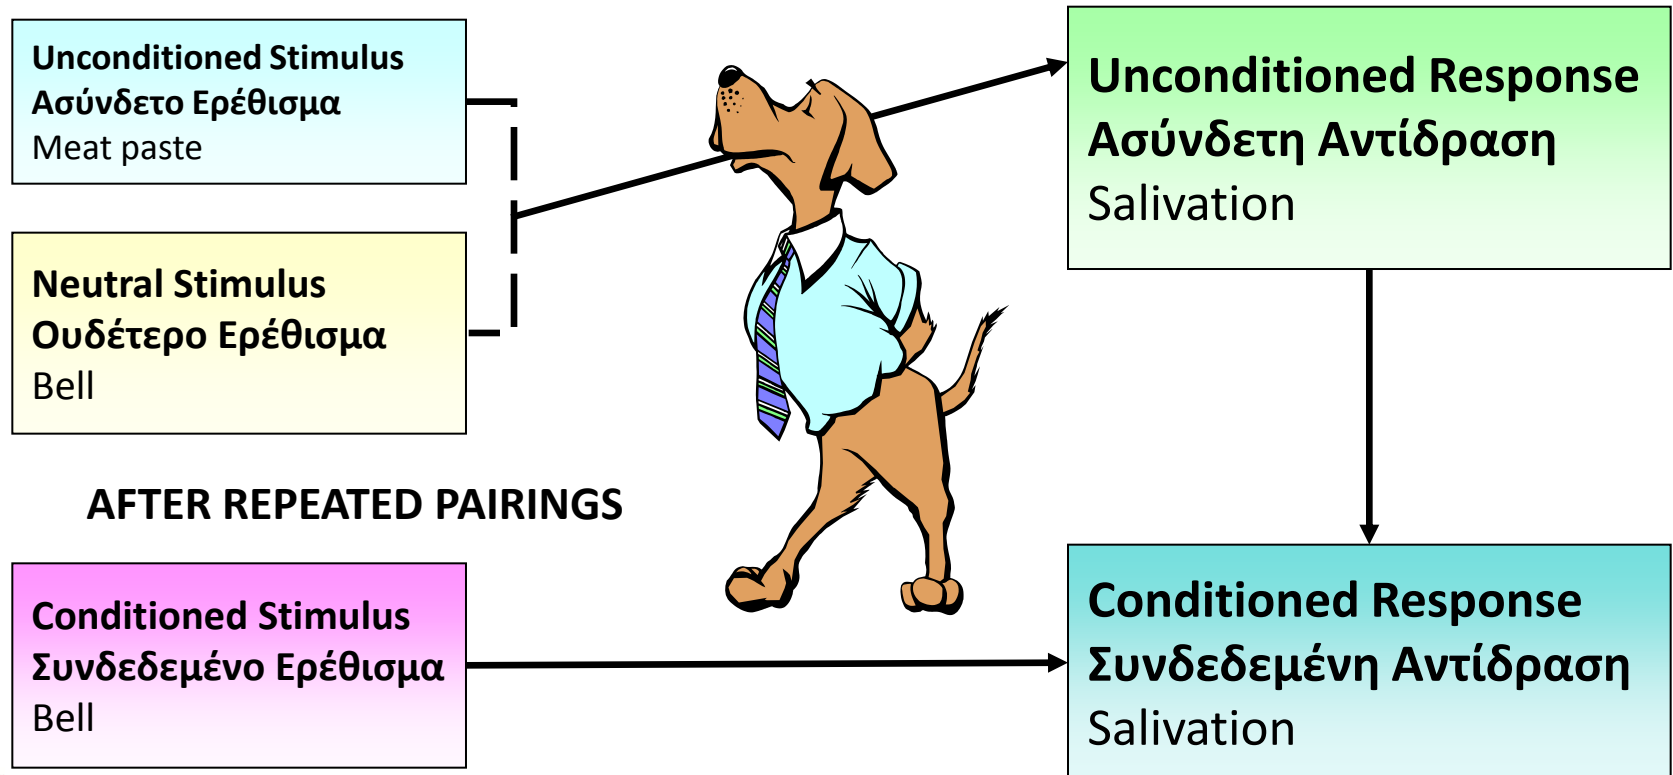 Unconditioned Stimulus
Ασύνδετο Ερέθισμα
Meat paste
Unconditioned Response
Ασύνδετη Αντίδραση
Salivation
Neutral Stimulus
Ουδέτερο Ερέθισμα
Bell
AFTER REPEATED PAIRINGS
Conditioned Stimulus
Συνδεδεμένο Ερέθισμα
Bell
Conditioned Response
Συνδεδεμένη Αντίδραση
Salivation